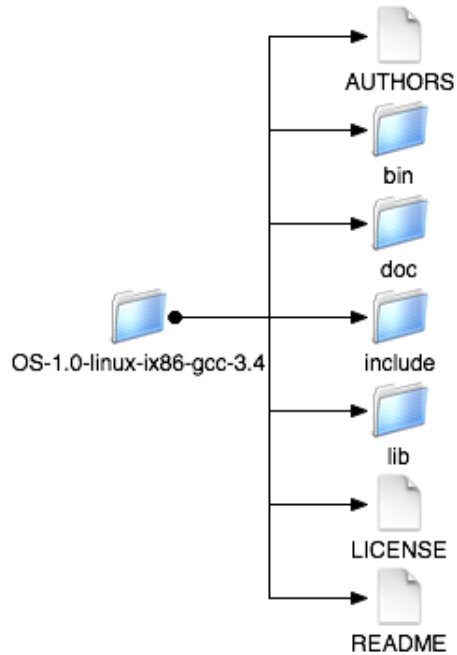 AUTHORS
bin
doc
OS-1.0-linux-ix86-gcc-3.4
include
lib
LICENSE
README